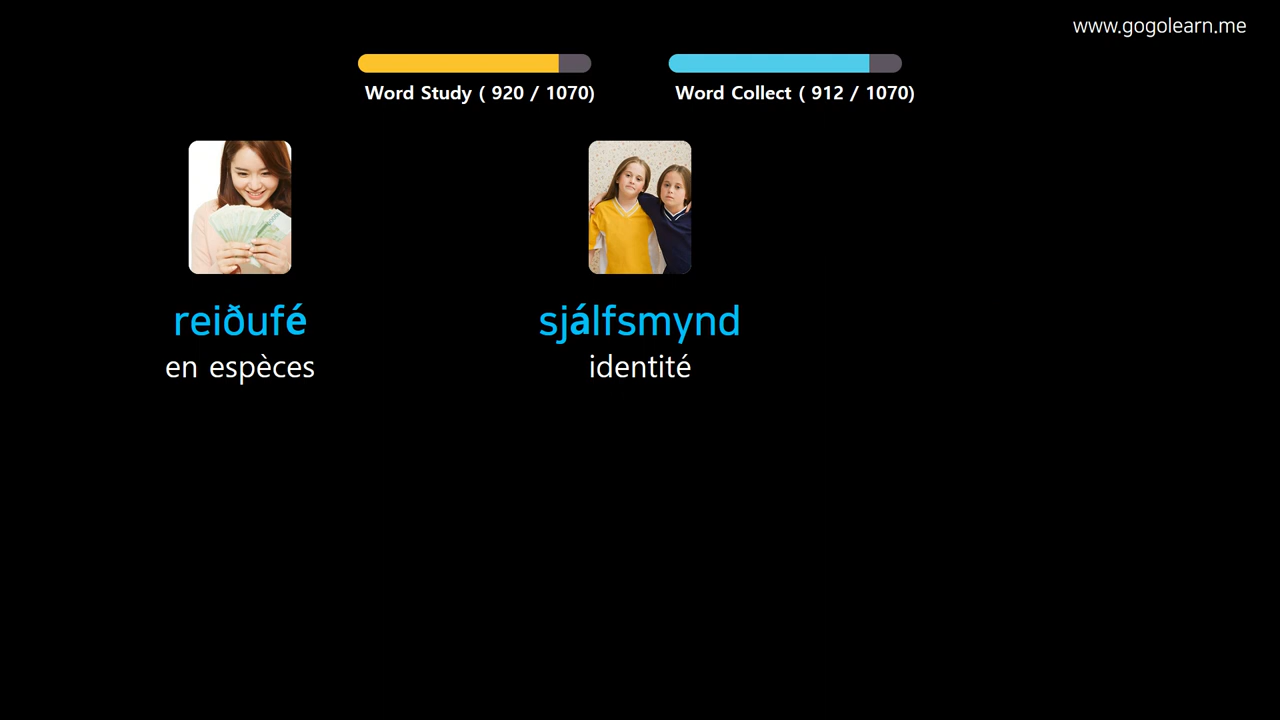 www.gogolearn.me
Word Study ( 920 / 1070)
Word Collect ( 912 / 1070)
reiðufé
sjálfsmynd
en espèces
identité